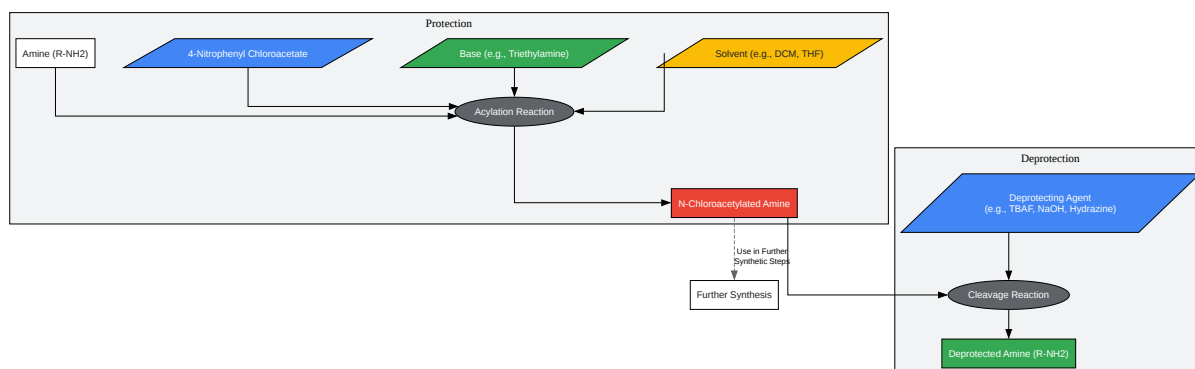 Protection
Amine (R-NH2)
4-Nitrophenyl Chloroacetate
Base (e.g., Triethylamine)
Solvent (e.g., DCM, THF)
Acylation Reaction
N-Chloroacetylated Amine
Use in Further
Synthetic Steps
Further Synthesis
Deprotection
Deprotecting Agent
(e.g., TBAF, NaOH, Hydrazine)
Cleavage Reaction
Deprotected Amine (R-NH2)